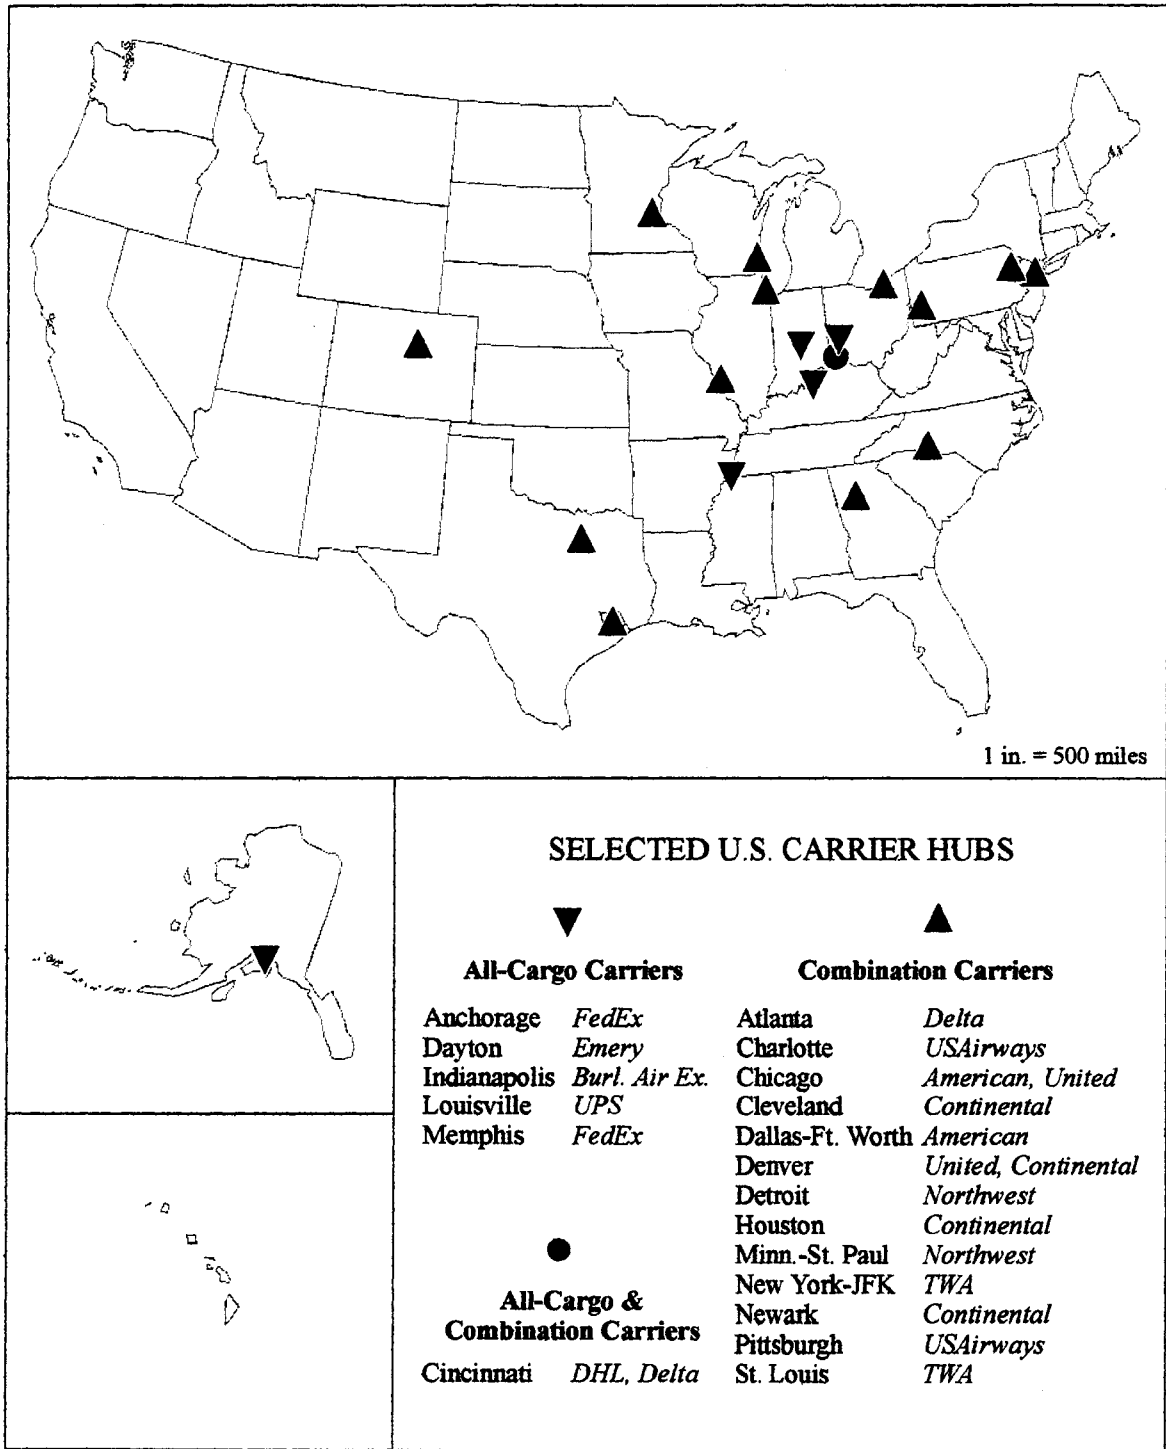 1 in. = 500 miles
SELECTED U.S. CARRIER HUBS
All-Cargo Carriers
Anchorage FedEx
Dayton Emery
Indianapolis Burl. Air Ex.
Louisville UPS
Memphis FedEx
All-Cargo &
Combination Carriers
Cincinnati DHL, Delta
Combination Carriers
Atlanta Delta
Charlotte USAirways
Chicago American, United
Cleveland Continental
Dallas-Ft. Worth American
Denver United, Continental
Detroit Northwest
Houston Continental
Minn.-St. Paul Northwest
New York-JFK TWA
Newark Continental
Pittsburgh USAirways
St. Louis TWA